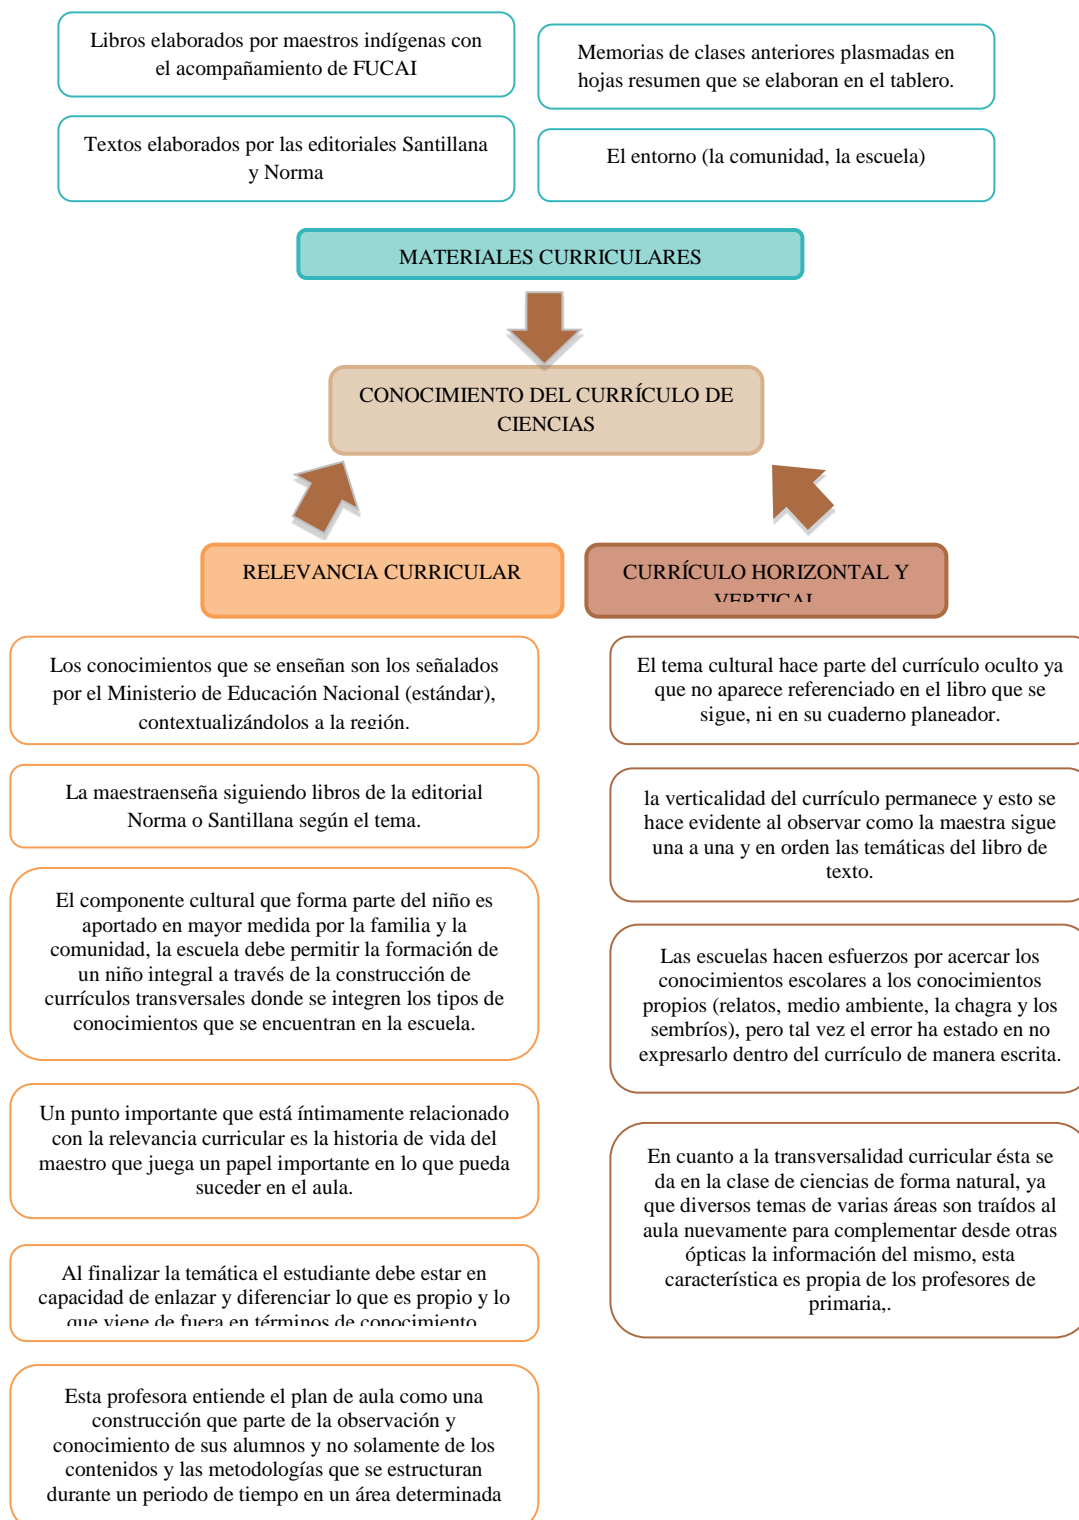 Libros elaborados por maestros indígenas con
el acompañamiento de FUCAI
Memorias de clases anteriores plasmadas en
hojas resumen que se elaboran en el tablero.
Textos elaborados por las editoriales Santillana
y Norma
El entorno (la comunidad, la escuela)
MATERIALES CURRICULARES
CONOCIMIENTO DEL CURRÍCULO DE
CIENCIAS
RELEVANCIA CURRICULAR
CURRÍCULO HORIZONTAL Y
VERTICAL
Los conocimientos que se enseñan son los señalados
por el Ministerio de Educación Nacional (estándar),
contextualizándolos a la región.
La maestraenseña siguiendo libros de la editorial
Norma o Santillana según el tema.
El componente cultural que forma parte del niño es
aportado en mayor medida por la familia y la
comunidad, la escuela debe permitir la formación de
un niño integral a través de la construcción de
currículos transversales donde se integren los tipos de
conocimientos que se encuentran en la escuela.
Un punto importante que está íntimamente relacionado
con la relevancia curricular es la historia de vida del
maestro que juega un papel importante en lo que pueda
suceder en el aula.
Al finalizar la temática el estudiante debe estar en
capacidad de enlazar y diferenciar lo que es propio y lo
que viene de fuera en términos de conocimiento
Esta profesora entiende el plan de aula como una
construcción que parte de la observación y
conocimiento de sus alumnos y no solamente de los
contenidos y las metodologías que se estructuran
durante un periodo de tiempo en un área determinada
El tema cultural hace parte del currículo oculto ya
que no aparece referenciado en el libro que se
sigue, ni en su cuaderno planeador.
la verticalidad del currículo permanece y esto se
hace evidente al observar como la maestra sigue
una a una y en orden las temáticas del libro de
texto.
Las escuelas hacen esfuerzos por acercar los
conocimientos escolares a los conocimientos
propios (relatos, medio ambiente, la chagra y los
sembríos), pero tal vez el error ha estado en no
expresarlo dentro del currículo de manera escrita.
En cuanto a la transversalidad curricular ésta se
da en la clase de ciencias de forma natural, ya
que diversos temas de varias áreas son traídos al
aula nuevamente para complementar desde otras
ópticas la información del mismo, esta
característica es propia de los profesores de
primaria,.